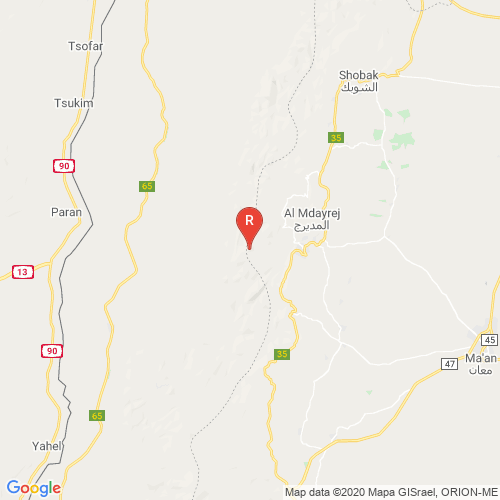 Tsofar
Shobak
الشوبك
Tsukim
35
90
65
Paran
Al Mdayrej
المديرج
R
13
45
90
35
Ma'an
معان
47
65
Yahel
Google
Map data ©2020 Mapa GISrael, ORION-ME